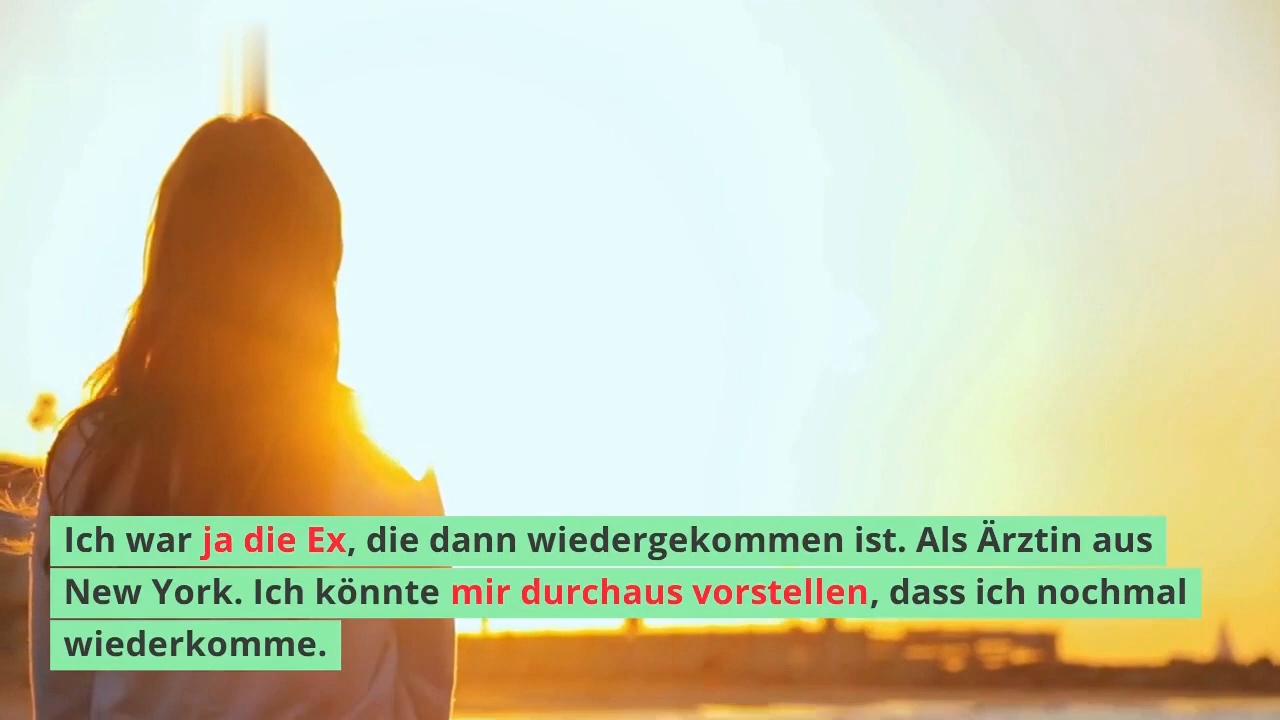 Ich war ja die Ex, die dann wiedergekommen ist. Als Ärztin aus
New York. Ich könnte mir durchaus vorstellen, dass ich nochmal
wiederkomme.